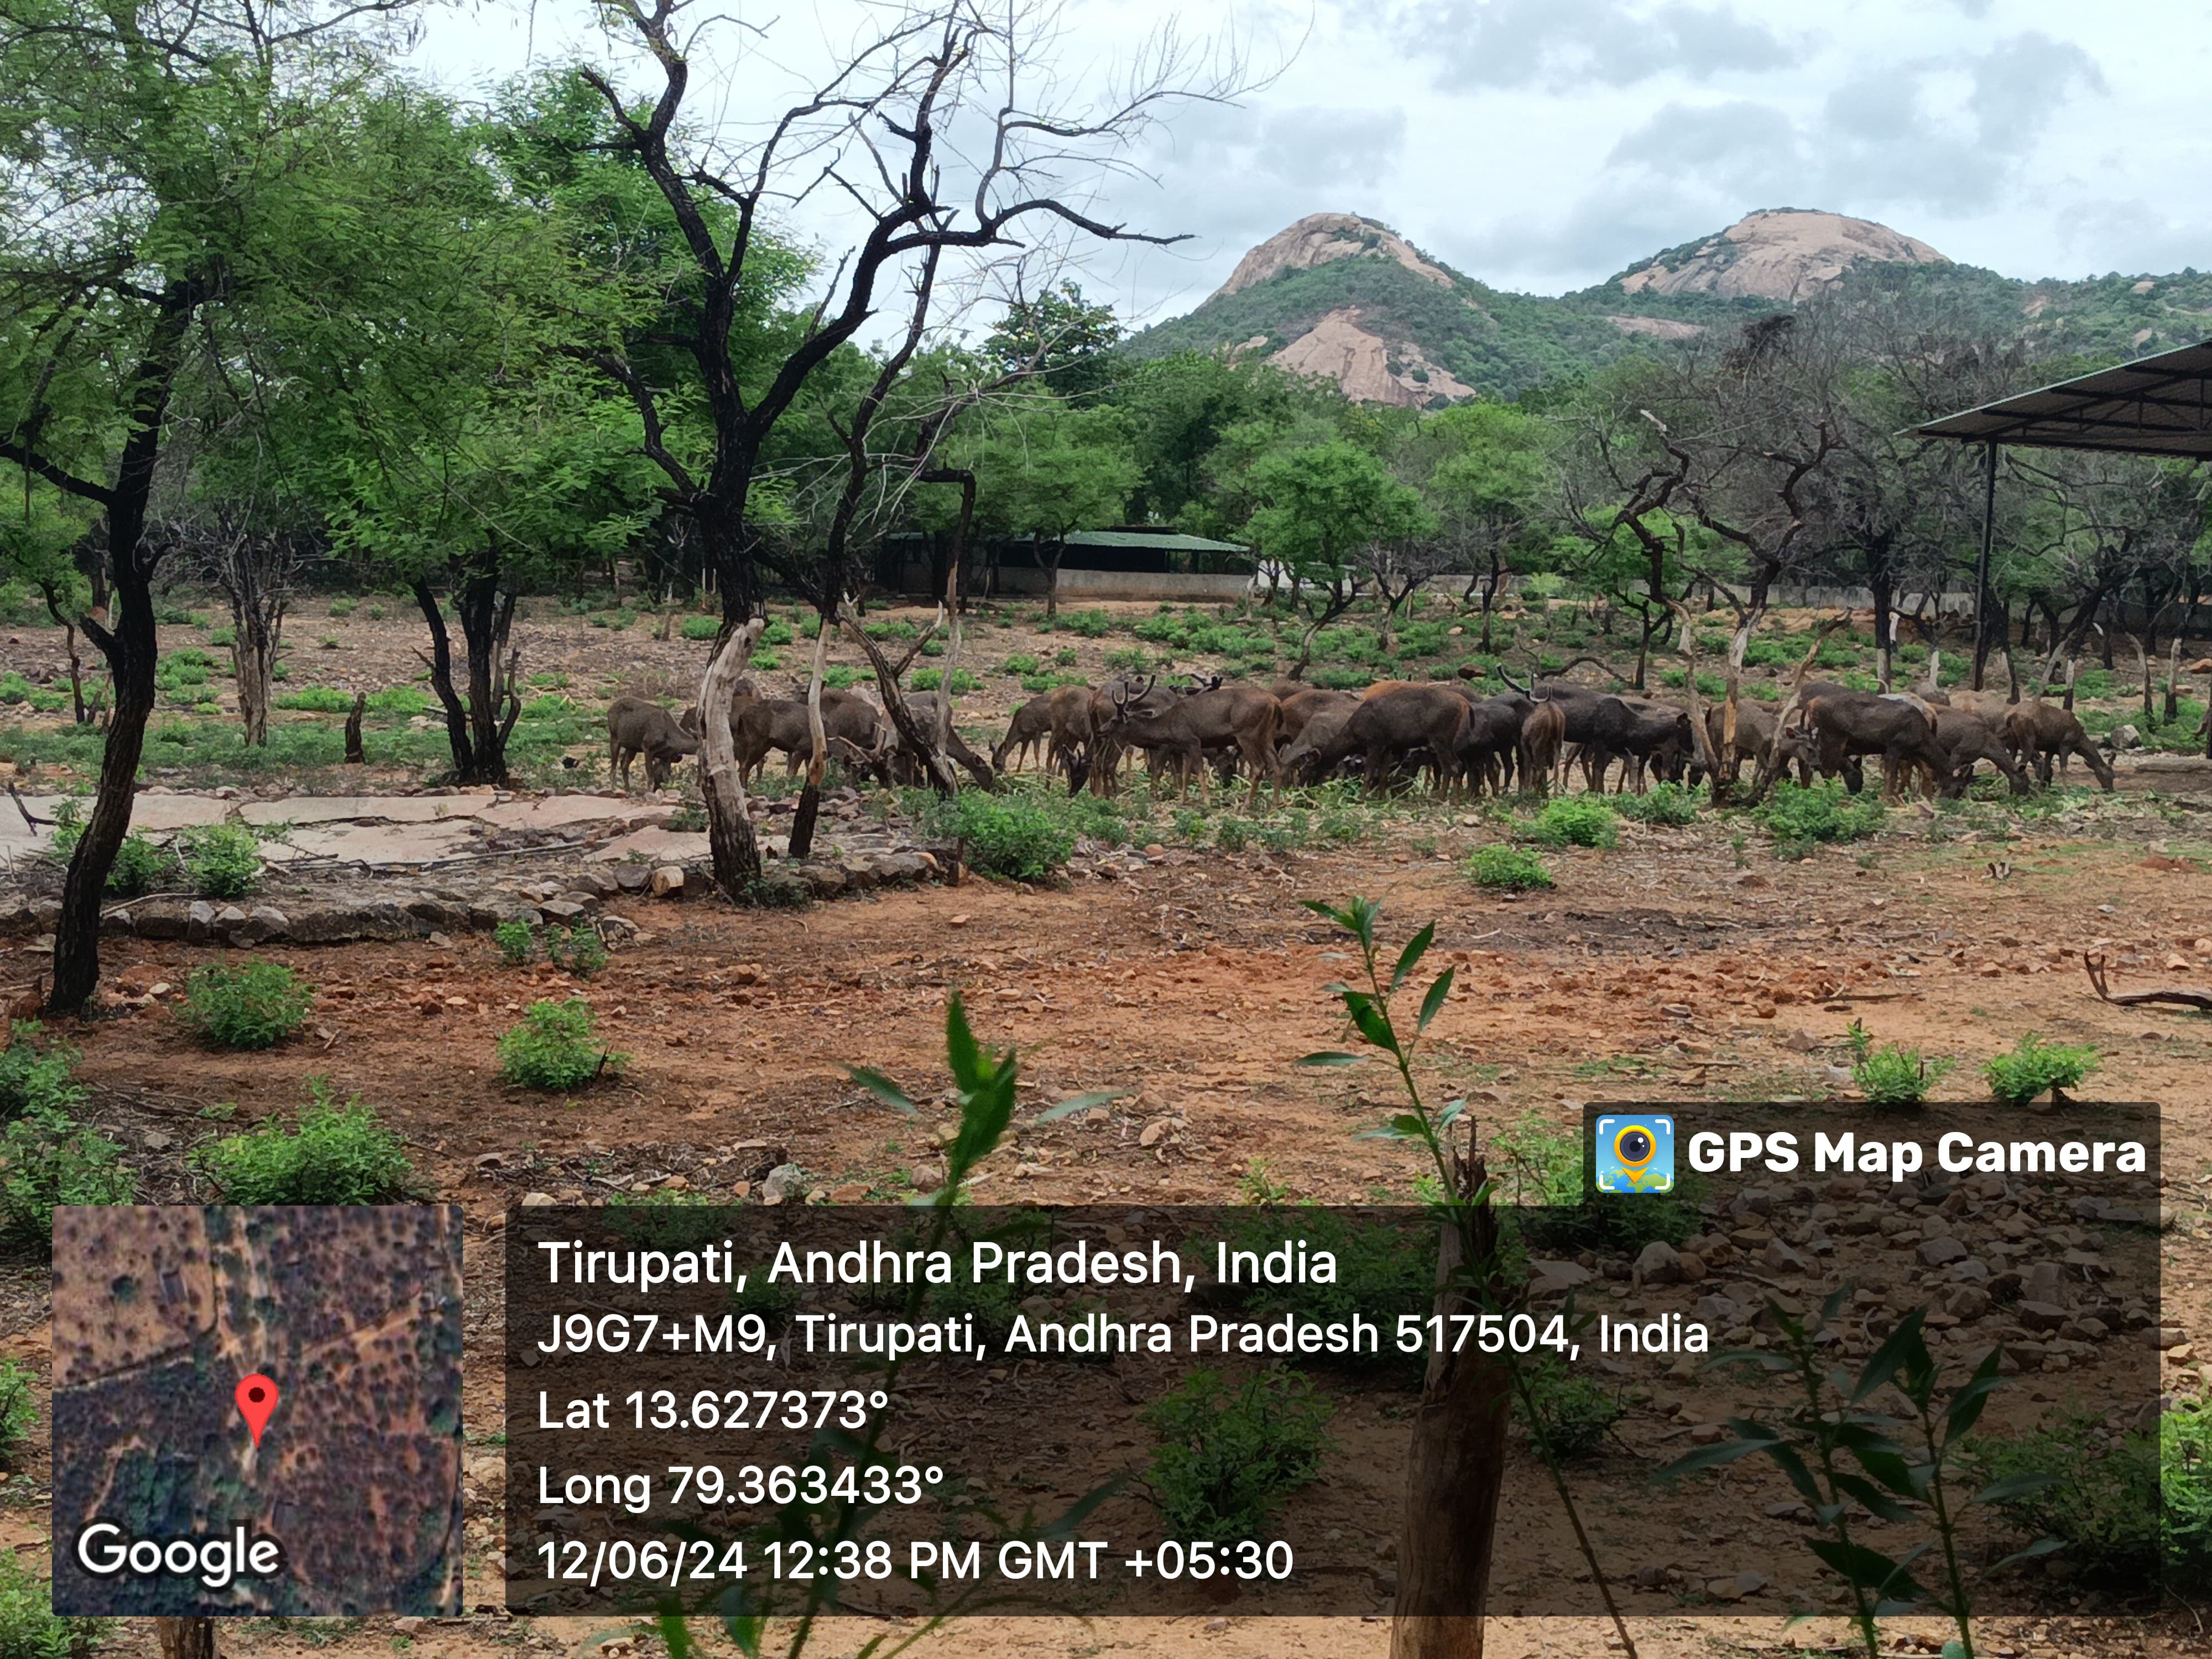 GPS Map Camera
Tirupati, Andhra Pradesh, India
J9G7+M9, Tirupati, Andhra Pradesh 517504, India
Lat 13.627373°
Long 79.363433°
12/06/24 12:38 PM GMT +05:30
Google